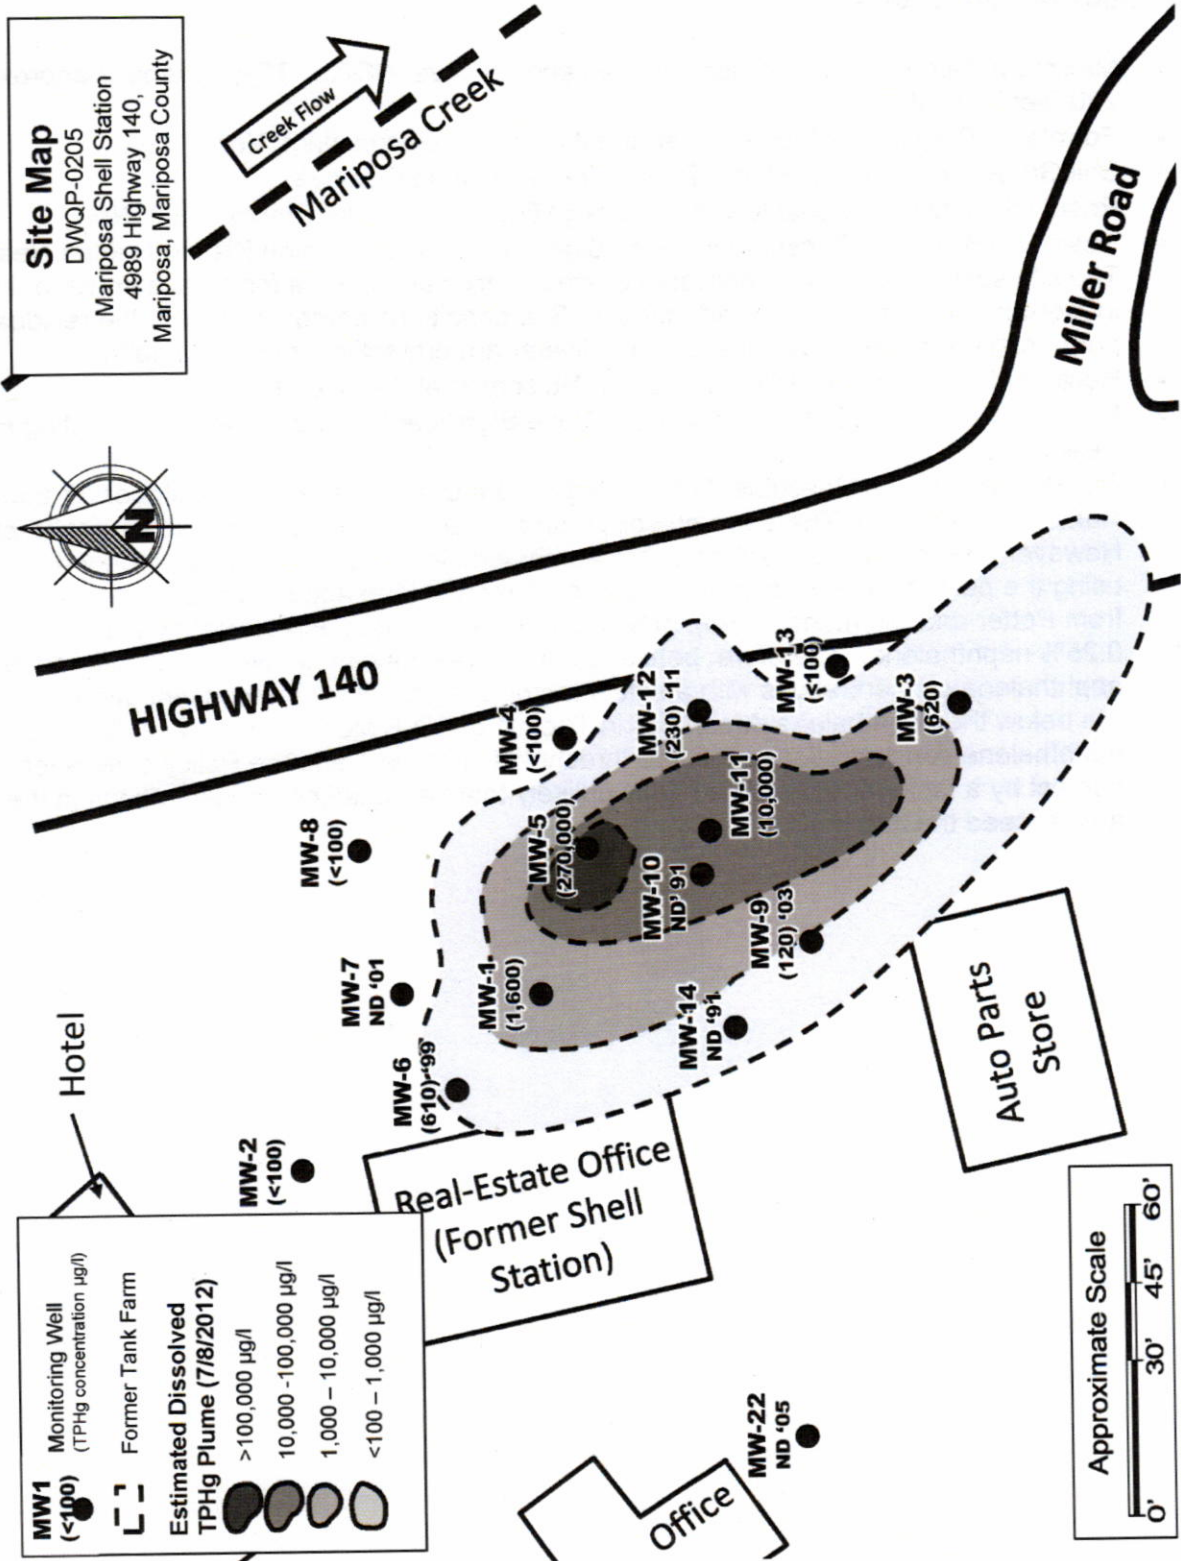 Site Map
DWQP-0205
Mariposa Shell Station
4989 Highway 140,
Mariposa, Mariposa County
Creek Flow
Mariposa Creek
Miller Road
N
HIGHWAY 140
Hotel
MW-2
(<100)
MW-6
(610)-'99
MW-7
ND '01
MW-8
(<100)
MW-4
(<100)
MW-1
(1,600)
MW-5
(270,000)
MW-12
(230) '11
MW-13
(<100)
MW-3
(620)
MW-10
ND' 91
MW-11
(10,000)
MW-9
(120) '03
MW-14
ND '91
MW-22
ND '05
Real-Estate Office
(Former Shell
Station)
Auto Parts
Store
Office
MW1
(<100)
Monitoring Well
(TPHg concentration µg/l)
Former Tank Farm
Estimated Dissolved
TPHg Plume (7/8/2012)
>100,000 µg/l
10,000 -100,000 µg/l
1,000 – 10,000 µg/l
<100 – 1,000 µg/l
Approximate Scale
0' 30' 45' 60'